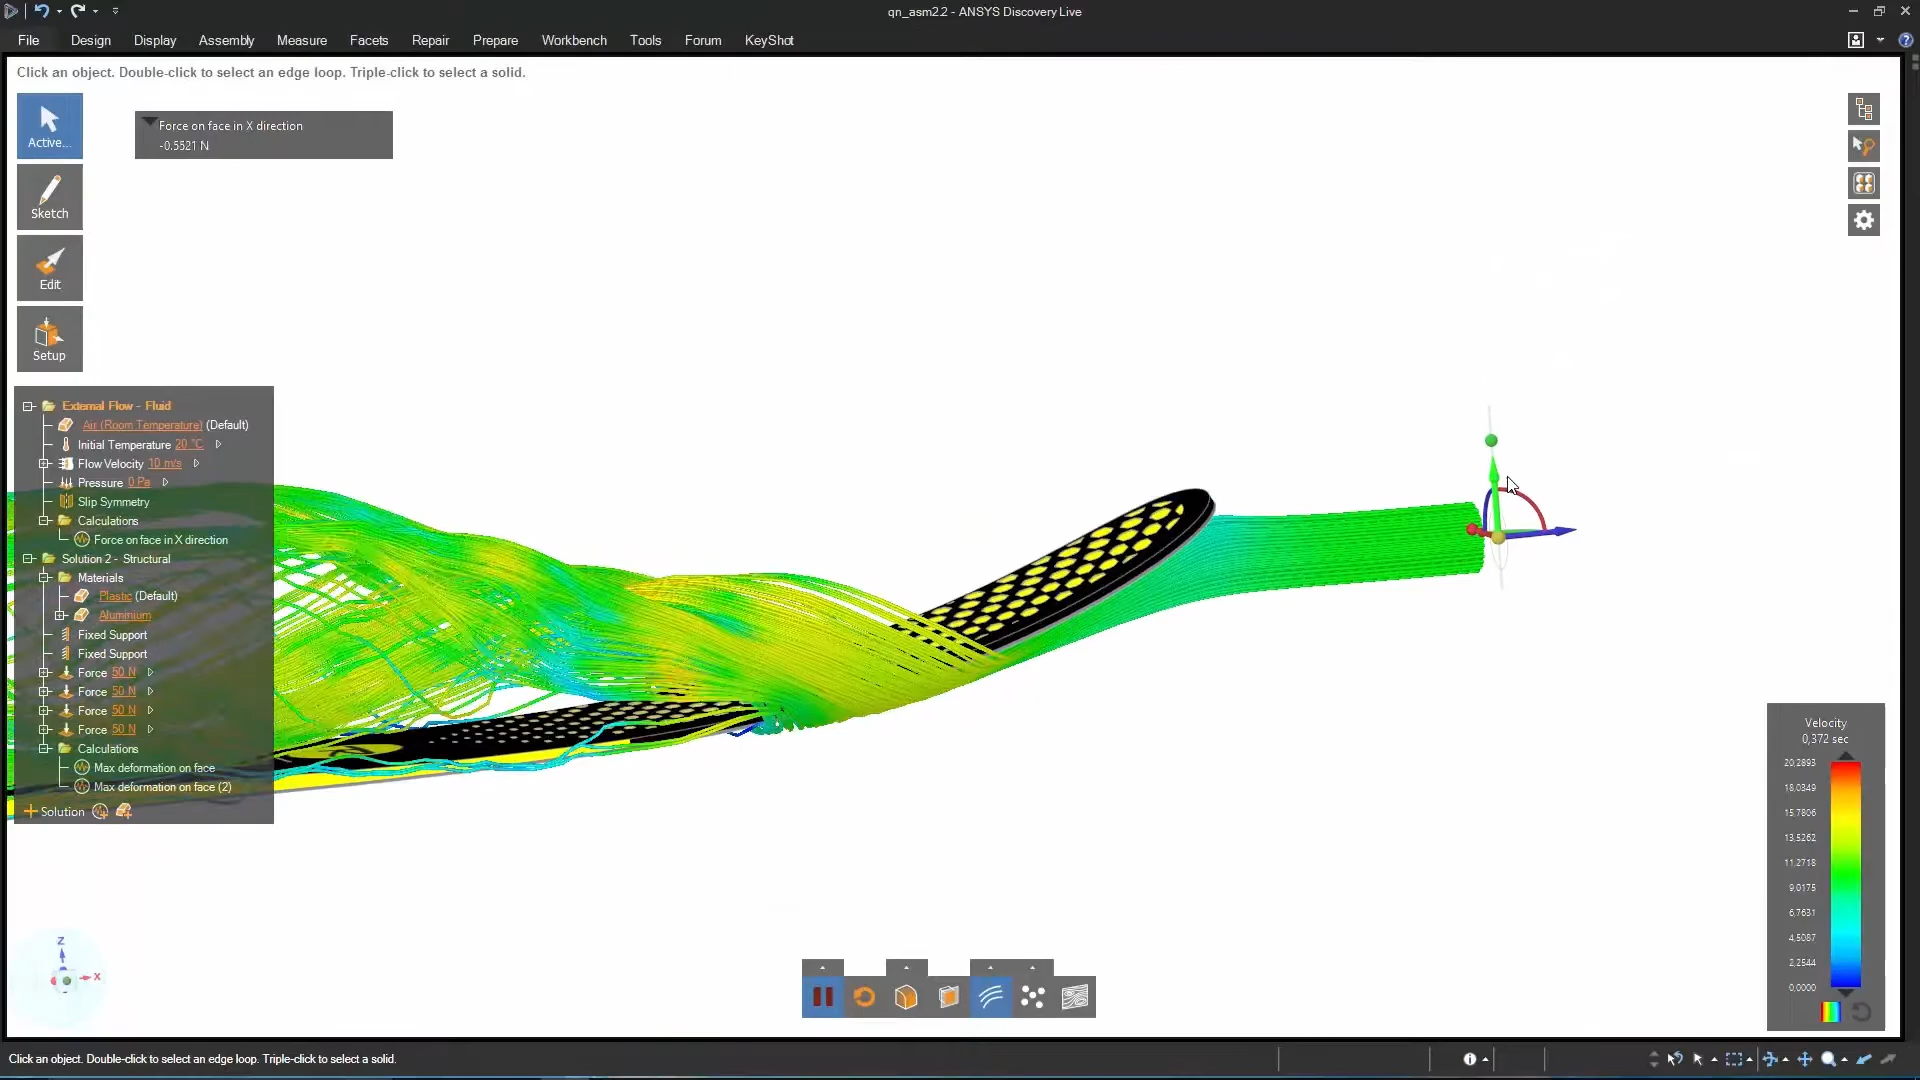 qn_asm2.2 - ANSYS Discovery Live
File Design Display Assembly Measure Facets Repair Prepare Workbench Tools Forum KeyShot
Click an object. Double-click to select an edge loop. Triple-click to select a solid.
Active...
Sketch
Edit
Setup
Force on face in X direction
-0.5521 N
External Flow - Fluid
Air (Room Temperature) (Default)
Initial Temperature 20 °C
Flow Velocity 10 m/s
Pressure 0 Pa
Slip Symmetry
Calculations
Force on face in X direction
Solution 2 - Structural
Materials
Plastic (Default)
Aluminium
Fixed Support
Fixed Support
Force 50 N
Force 50 N
Force 50 N
Force 50 N
Calculations
Max deformation on face
Max deformation on face (2)
Solution
Velocity
0,372 sec
20,2893
18,0349
15,7806
13,5262
11,2718
9,0175
6,7631
4,5087
2,2544
0,0000
Z
X
Click an object. Double-click to select an edge loop. Triple-click to select a solid.